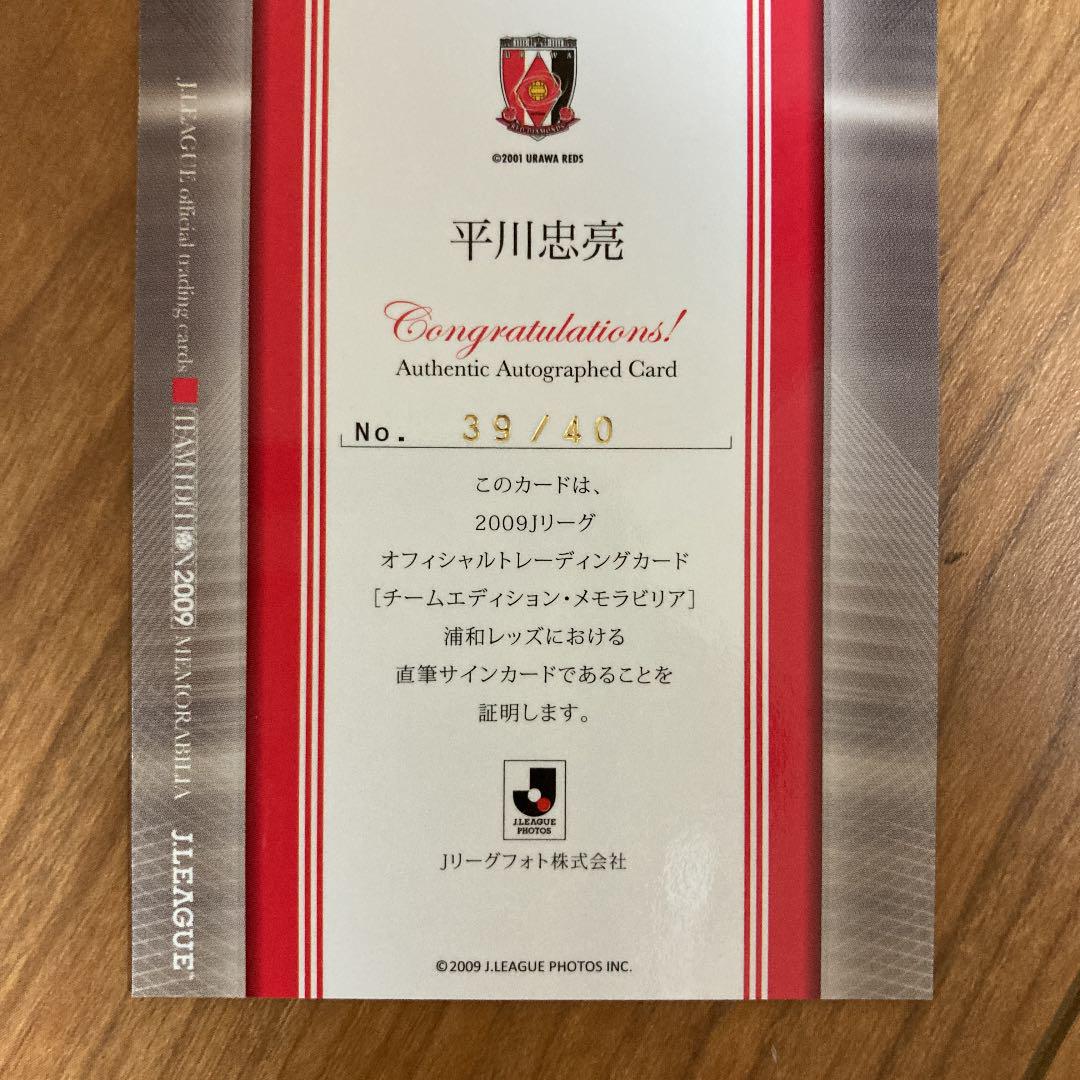 URAWA
RED DIAMONDS
©2001 URAWA REDS
平川忠亮
Congratulations!
Authentic Autographed Card
No. 39/40
このカードは、
2009Jリーグ
オフィシャルトレーディングカード
［チームエディション・メモラビリア］
浦和レッズにおける
直筆サインカードであることを
証明します。
J.LEAGUE
PHOTOS
Jリーグフォト株式会社
©2009 J.LEAGUE PHOTOS INC.
J.LEAGUE official trading cards TEAM EDITION 2009 MEMORABILIA J.LEAGUE™